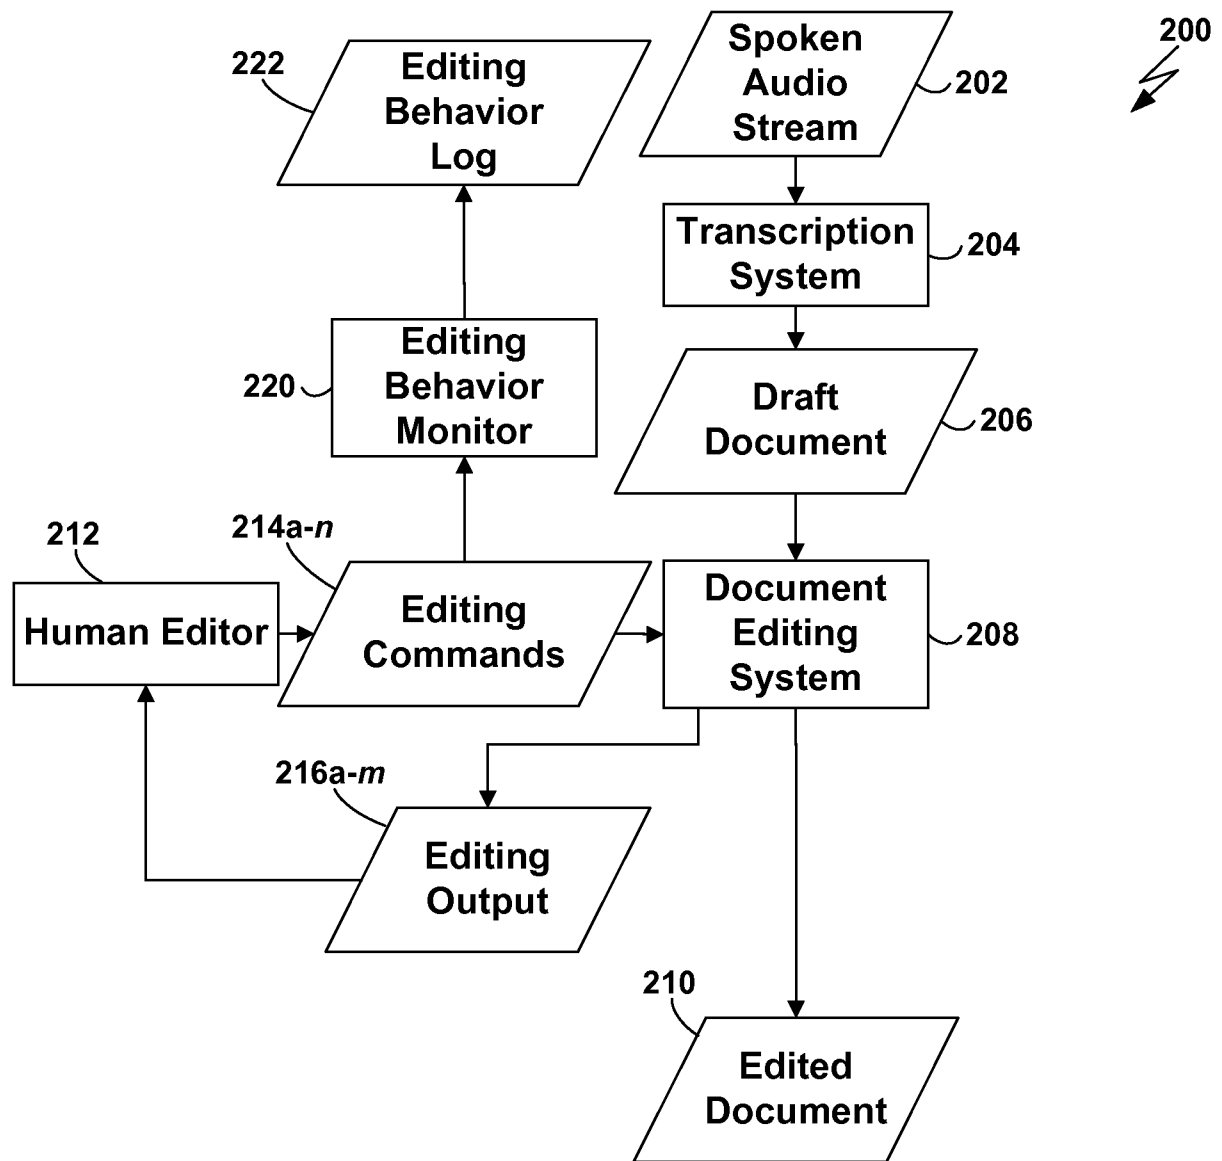 200
222
Editing
Behavior
Log
Spoken
Audio
Stream
202
Transcription
System
204
220
Editing
Behavior
Monitor
Draft
Document
206
212
Human Editor
214a-n
Editing
Commands
Document
Editing
System
208
216a-m
Editing
Output
210
Edited
Document